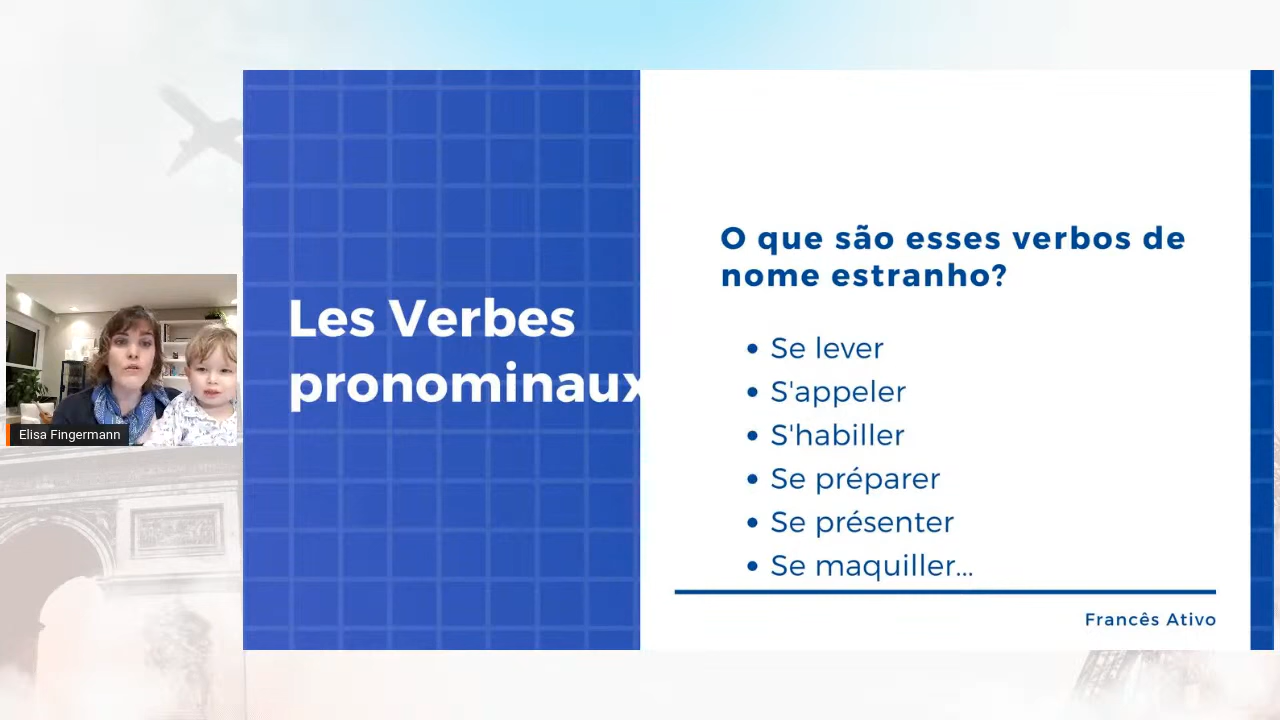 Les Verbes
pronominaux
O que são esses verbos de
nome estranho?
• Se lever
• S'appeler
• S'habiller
• Se préparer
• Se présenter
• Se maquiller...
Francês Ativo
Elisa Fingermann